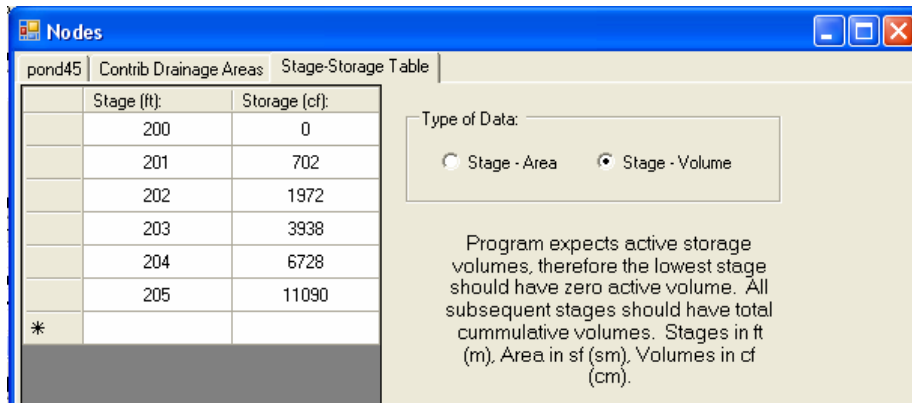 Nodes
pond45 Contrib Drainage Areas Stage-Storage Table
Stage (ft): Storage (cf):
200 0
201 702
202 1972
203 3938
204 6728
205 11090
*
Type of Data:
Stage - Area Stage - Volume
Program expects active storage
volumes, therefore the lowest stage
should have zero active volume. All
subsequent stages should have total
cummulative volumes. Stages in ft
(m), Area in sf (sm), Volumes in cf
(cm).